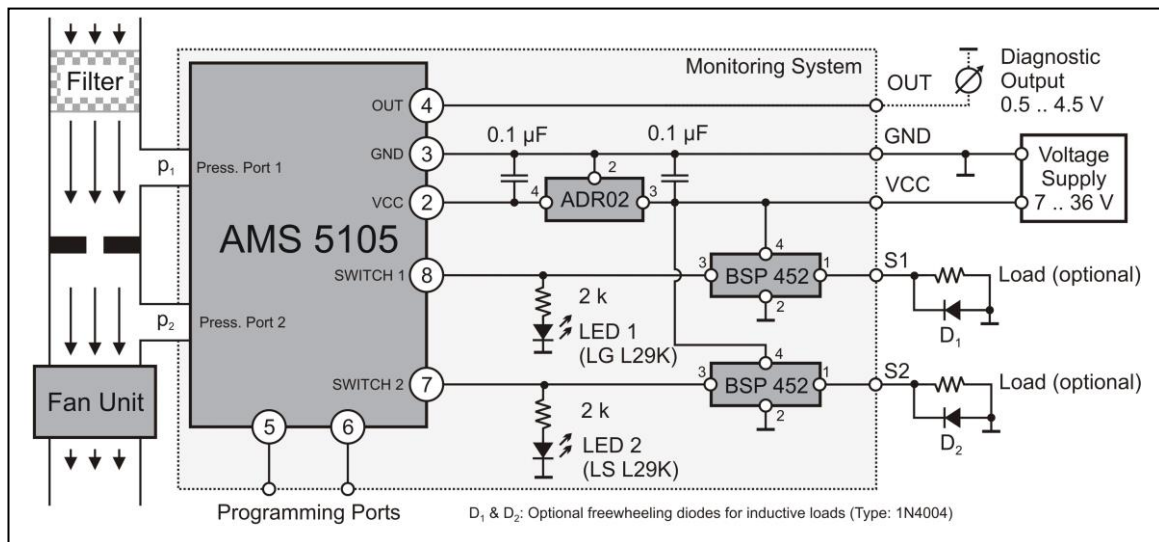 Filter
p1
Press. Port 1
p2
Press. Port 2
Fan Unit
AMS 5105
OUT
4
GND
3
VCC
2
SWITCH 1
8
SWITCH 2
7
5
6
Programming Ports
Monitoring System
0.1 µF
0.1 µF
2
4
ADR02
3
4
3
BSP 452
1
2
2 k
LED 1
(LG L29K)
4
3
BSP 452
1
2
2 k
LED 2
(LS L29K)
OUT
Diagnostic
Output
0.5 .. 4.5 V
GND
VCC
Voltage
Supply
7 .. 36 V
S1
Load (optional)
D1
S2
Load (optional)
D2
D1 & D2: Optional freewheeling diodes for inductive loads (Type: 1N4004)